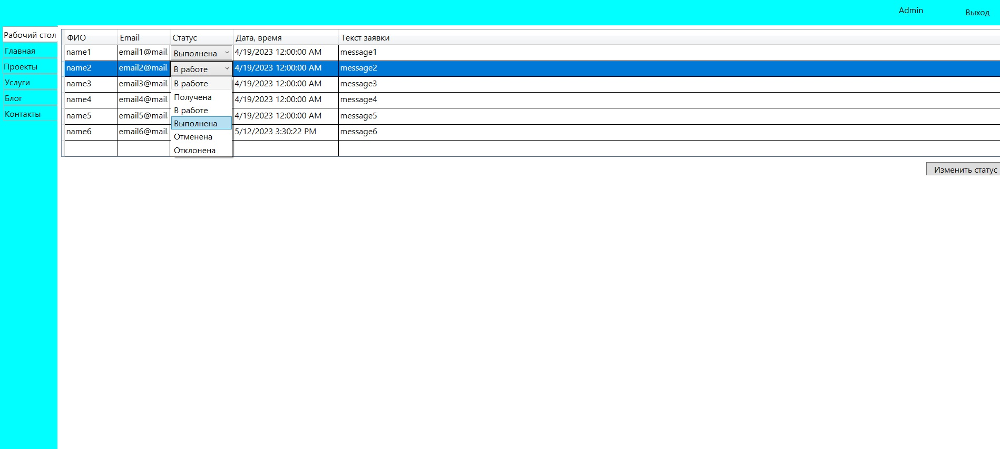 Admin
Выход
Рабочий стол
Главная
Проекты
Услуги
Блог
Контакты
ФИО Email Статус Дата, время Текст заявки
name1 email1@mail. Выполнена 4/19/2023 12:00:00 AM message1
name2 email2@mail. В работе 4/19/2023 12:00:00 AM message2
name3 email3@mail. 4/19/2023 12:00:00 AM message3
name4 email4@mail. 4/19/2023 12:00:00 AM message4
name5 email5@mail. 4/19/2023 12:00:00 AM message5
name6 email6@mail. 5/12/2023 3:30:22 PM message6
В работе
Получена
В работе
Выполнена
Отменена
Отклонена
Изменить статус